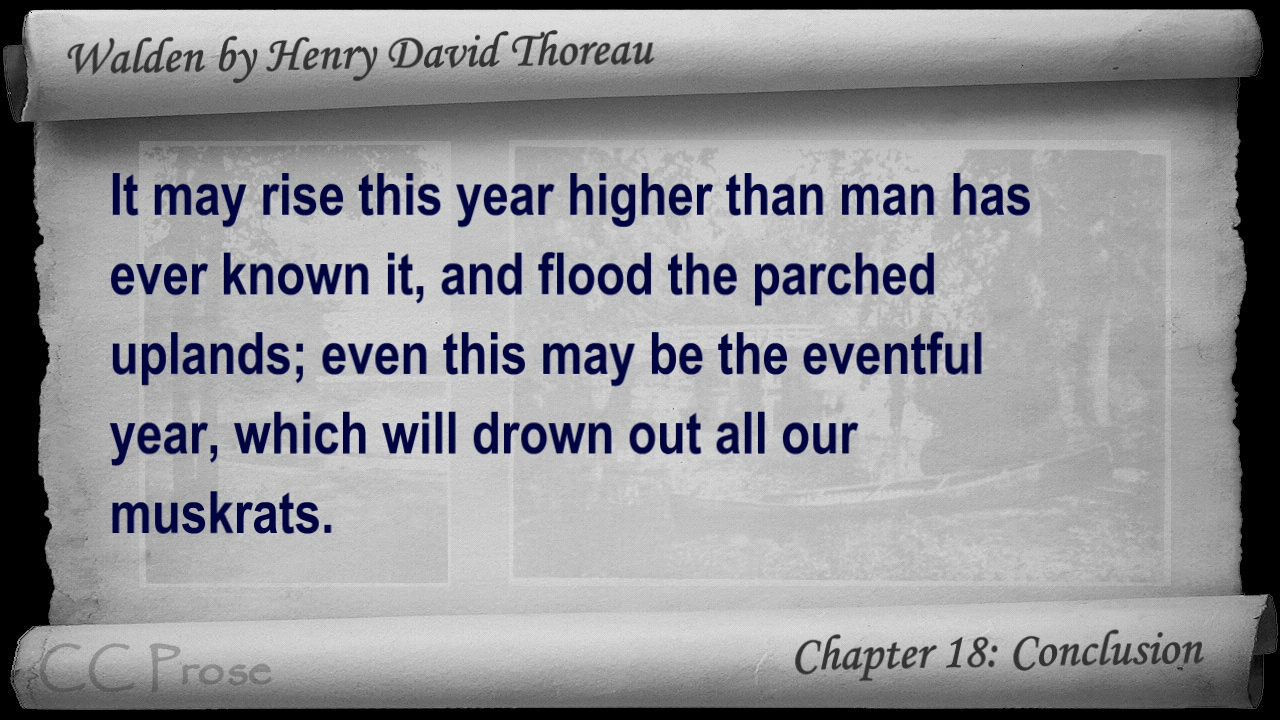 Walden by Henry David Thoreau
It may rise this year higher than man has
ever known it, and flood the parched
uplands; even this may be the eventful
year, which will drown out all our
muskrats.
CC Prose
Chapter 18: Conclusion